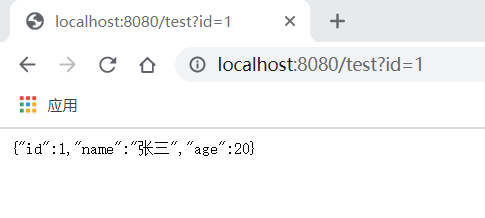 localhost:8080/test?id=1
localhost:8080/test?id=1
应用
{"id":1,"name":"张三","age":20}